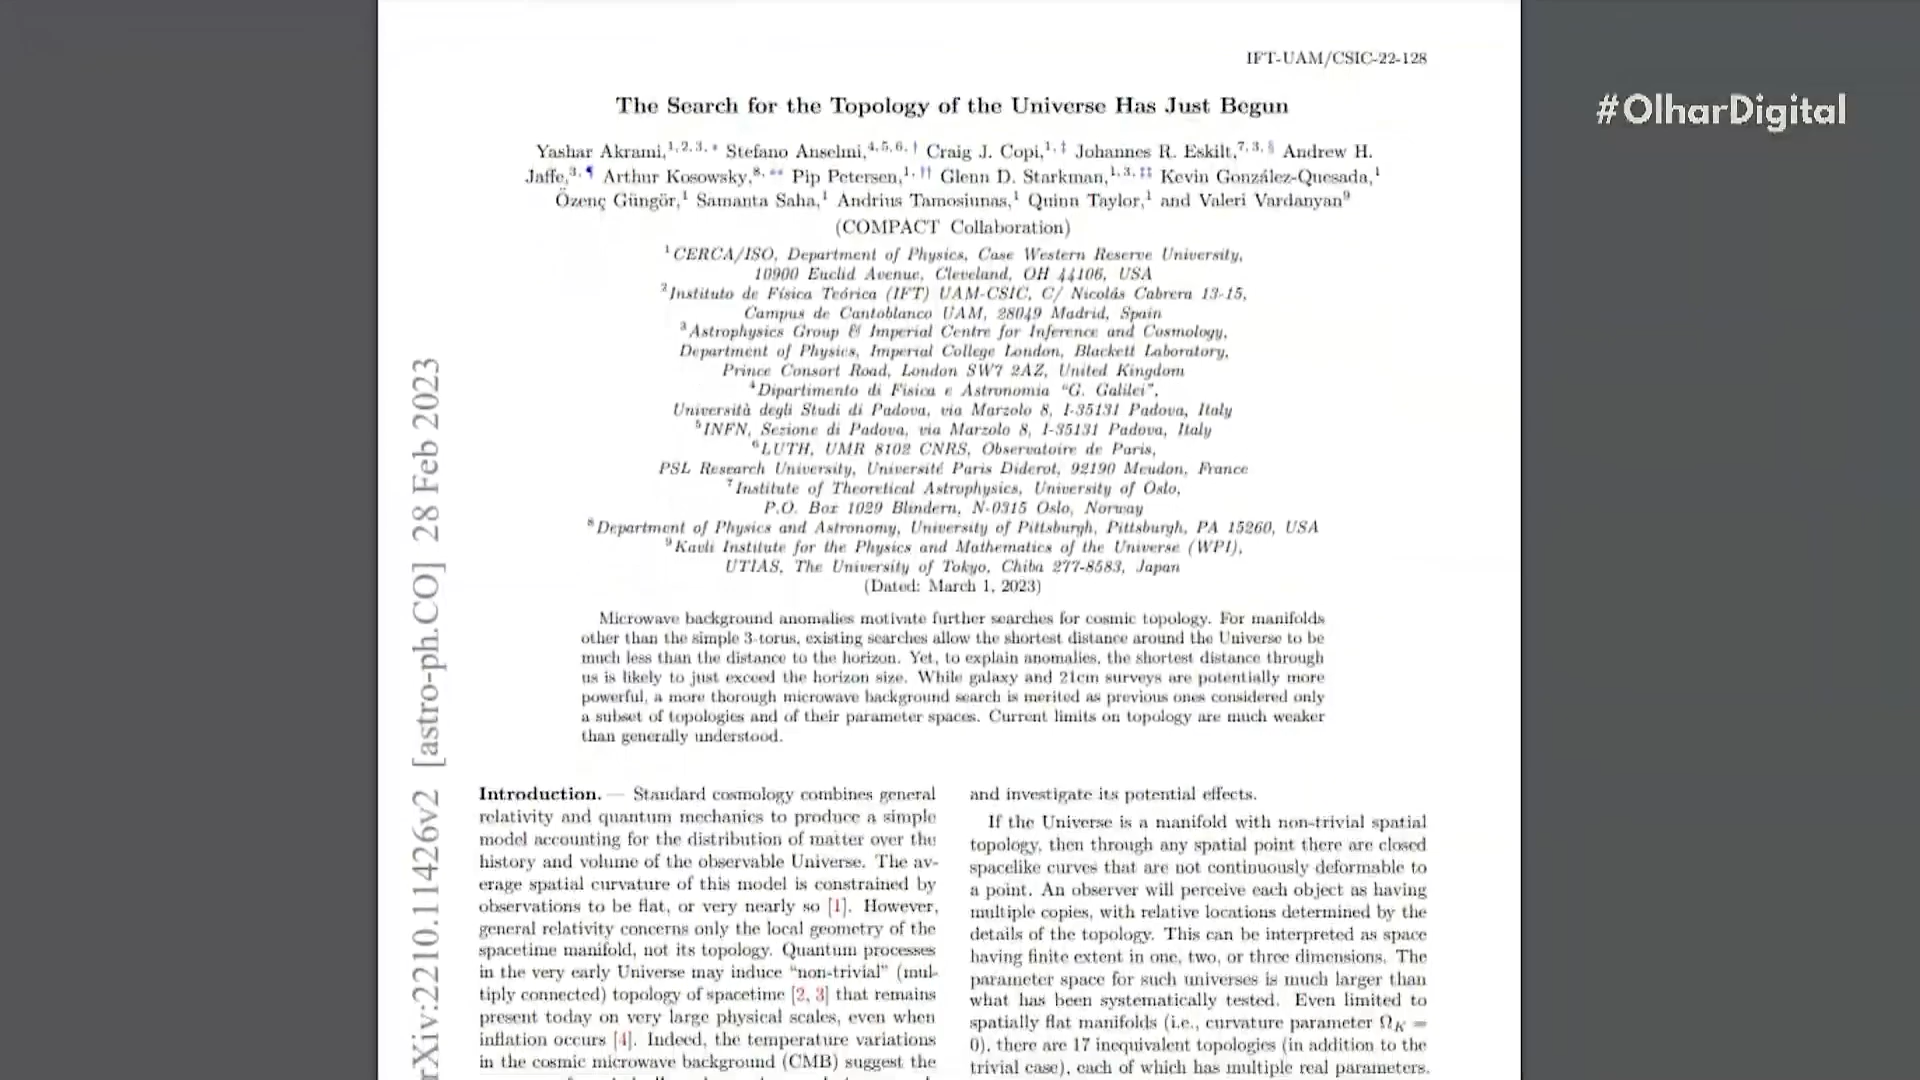 IFT-UAM/CSIC-22-128
#OlharDigital
The Search for the Topology of the Universe Has Just Begun
Yashar Akrami,1, 2, 3, * Stefano Anselmi,4, 5, 6, † Craig J. Copi,1, ‡ Johannes R. Eskilt,7, 3, § Andrew H.
Jaffe,3, ¶ Arthur Kosowsky,8, ** Pip Petersen,1, †† Glenn D. Starkman,1, 3, ‡‡ Kevin González-Quesada,1
Özenç Güngör,1 Samanta Saha,1 Andrius Tamosiunas,1 Quinn Taylor,1 and Valeri Vardanyan9
(COMPACT Collaboration)
1CERCA/ISO, Department of Physics, Case Western Reserve University,
10900 Euclid Avenue, Cleveland, OH 44106, USA
2Instituto de Física Teórica (IFT) UAM-CSIC, C/ Nicolás Cabrera 13-15,
Campus de Cantoblanco UAM, 28049 Madrid, Spain
3Astrophysics Group & Imperial Centre for Inference and Cosmology,
Department of Physics, Imperial College London, Blackett Laboratory,
Prince Consort Road, London SW7 2AZ, United Kingdom
4Dipartimento di Fisica e Astronomia “G. Galilei”,
Università degli Studi di Padova, via Marzolo 8, I-35131 Padova, Italy
5INFN, Sezione di Padova, via Marzolo 8, I-35131 Padova, Italy
6LUTH, UMR 8102 CNRS, Observatoire de Paris,
PSL Research University, Université Paris Diderot, 92190 Meudon, France
7Institute of Theoretical Astrophysics, University of Oslo,
P.O. Box 1029 Blindern, N-0315 Oslo, Norway
8Department of Physics and Astronomy, University of Pittsburgh, Pittsburgh, PA 15260, USA
9Kavli Institute for the Physics and Mathematics of the Universe (WPI),
UTIAS, The University of Tokyo, Chiba 277-8583, Japan
(Dated: March 1, 2023)
Microwave background anomalies motivate further searches for cosmic topology. For manifolds
other than the simple 3-torus, existing searches allow the shortest distance around the Universe to be
much less than the distance to the horizon. Yet, to explain anomalies, the shortest distance through
us is likely to just exceed the horizon size. While galaxy and 21cm surveys are potentially more
powerful, a more thorough microwave background search is merited as previous ones considered only
a subset of topologies and of their parameter spaces. Current limits on topology are much weaker
than generally understood.
rXiv:2210.11426v2 [astro-ph.CO] 28 Feb 2023
Introduction. — Standard cosmology combines general
relativity and quantum mechanics to produce a simple
model accounting for the distribution of matter over the
history and volume of the observable Universe. The av-
erage spatial curvature of this model is constrained by
observations to be flat, or very nearly so [1]. However,
general relativity concerns only the local geometry of the
spacetime manifold, not its topology. Quantum processes
in the very early Universe may induce “non-trivial” (mul-
tiply connected) topology of spacetime [2, 3] that remains
present today on very large physical scales, even when
inflation occurs [4]. Indeed, the temperature variations
in the cosmic microwave background (CMB) suggest the
and investigate its potential effects.
If the Universe is a manifold with non-trivial spatial
topology, then through any spatial point there are closed
spacelike curves that are not continuously deformable to
a point. An observer will perceive each object as having
multiple copies, with relative locations determined by the
details of the topology. This can be interpreted as space
having finite extent in one, two, or three dimensions. The
parameter space for such universes is much larger than
what has been systematically tested. Even limited to
spatially flat manifolds (i.e., curvature parameter ΩK =
0), there are 17 inequivalent topologies (in addition to the
trivial case), each of which has multiple real parameters.